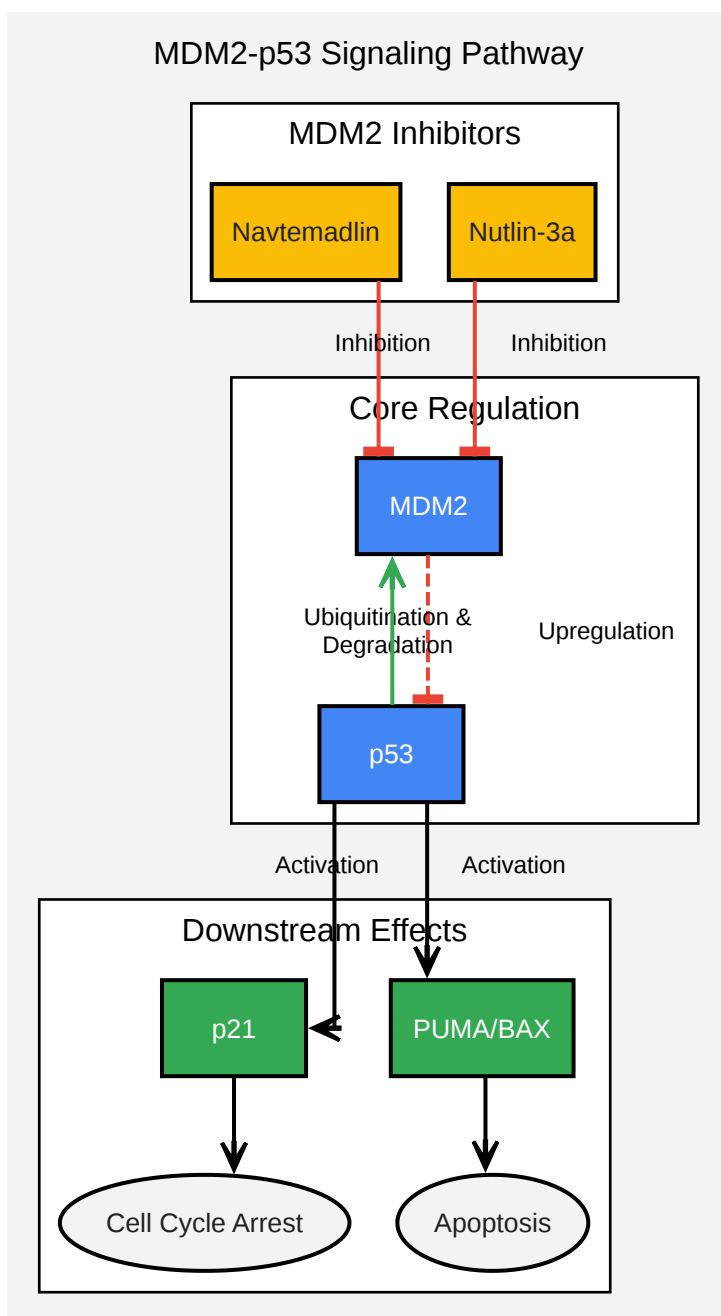 MDM2-p53 Signaling Pathway
MDM2 Inhibitors
Navtemadlin
Nutlin-3a
Inhibition
Inhibition
Core Regulation
MDM2
Ubiquitination &
Degradation
Upregulation
p53
Activation
Activation
Downstream Effects
p21
PUMA/BAX
Cell Cycle Arrest
Apoptosis